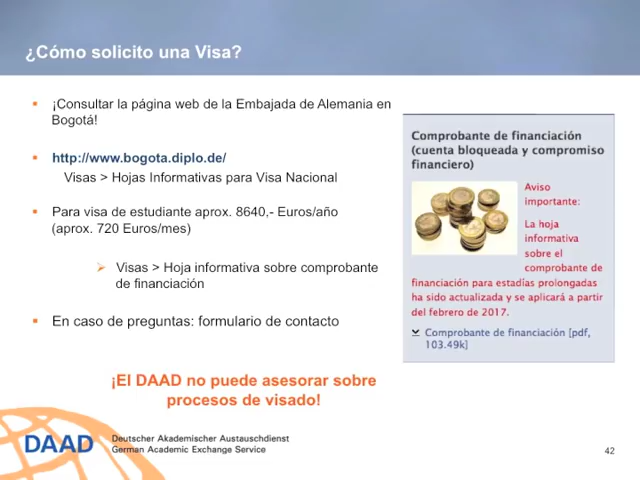 ¿Cómo solicito una Visa?
¡Consultar la página web de la Embajada de Alemania en
Bogotá!
http://www.bogota.diplo.de/
Visas > Hojas Informativas para Visa Nacional
Para visa de estudiante aprox. 8640,- Euros/año
(aprox. 720 Euros/mes)
Visas > Hoja informativa sobre comprobante
de financiación
En caso de preguntas: formulario de contacto
¡El DAAD no puede asesorar sobre
procesos de visado!
Comprobante de financiación
(cuenta bloqueada y compromiso
financiero)
Aviso
importante:
La hoja
informativa
sobre el
comprobante de
financiación para estadías prolongadas
ha sido actualizada y se aplicará a partir
del febrero de 2017.
Comprobante de financiación [pdf,
103.49k]
DAAD
Deutscher Akademischer Austauschdienst
German Academic Exchange Service
42